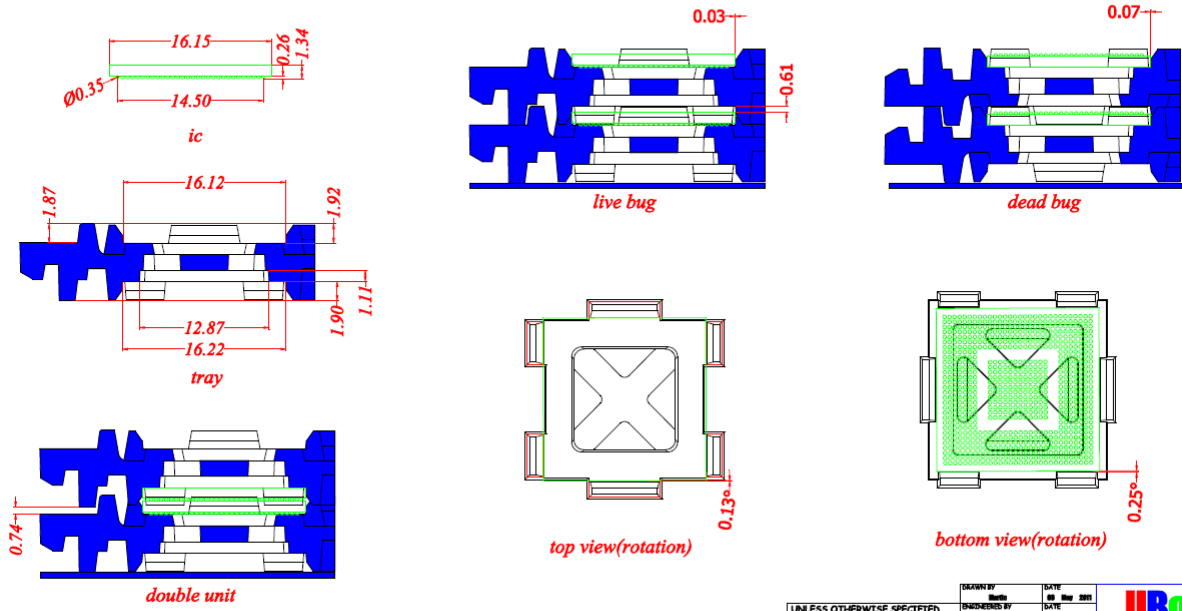 16.15
0.26
1.34
Ø0.35
14.50
ic
0.03
0.61
live bug
0.07
dead bug
1.87
16.12
1.92
1.11
1.90
12.87
16.22
tray
0.74
double unit
0.13°
top view(rotation)
0.25°
bottom view(rotation)
DRAWN BY
DATE
ENGINEERED BY
DATE
UNLESS OTHERWISE SPECIFIED